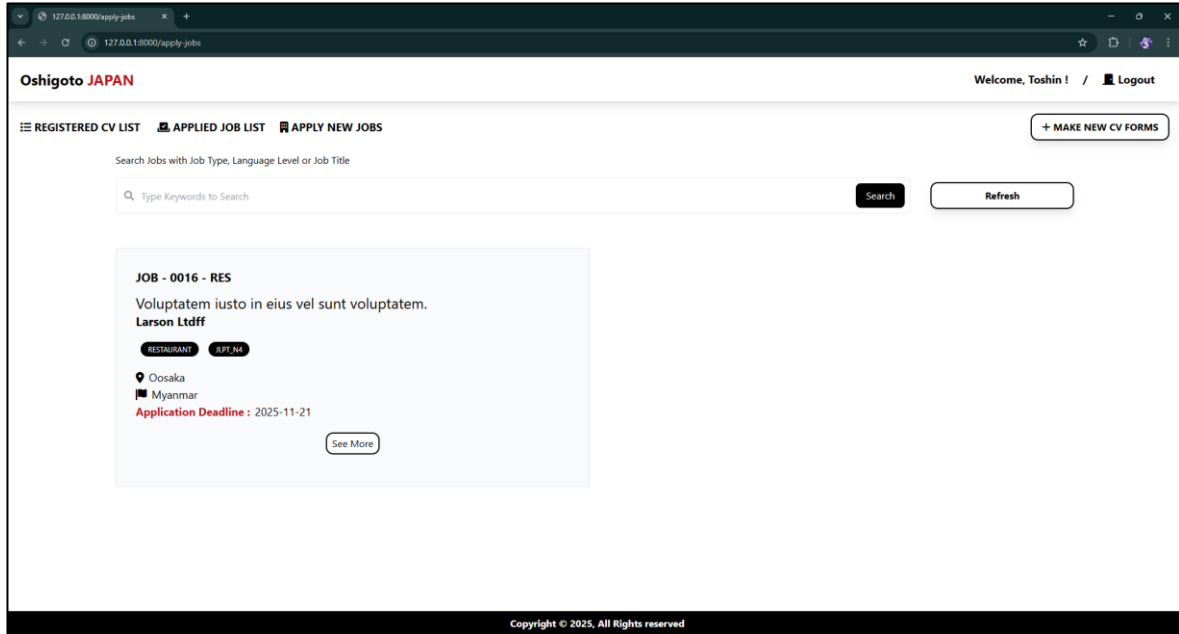 127.0.0.1:8000/apply-jobs
127.0.0.1:8000/apply-jobs
Oshigoto JAPAN
Welcome, Toshin ! / Logout
REGISTERED CV LIST APPLIED JOB LIST APPLY NEW JOBS
+ MAKE NEW CV FORMS
Search Jobs with Job Type, Language Level or Job Title
Type Keywords to Search
Search
Refresh
JOB - 0016 - RES
Voluptatem iusto in eius vel sunt voluptatem.
Larson Ltdff
RESTAURANT JLPT_N4
Oosaka
Myanmar
Application Deadline : 2025-11-21
See More
Copyright © 2025, All Rights reserved